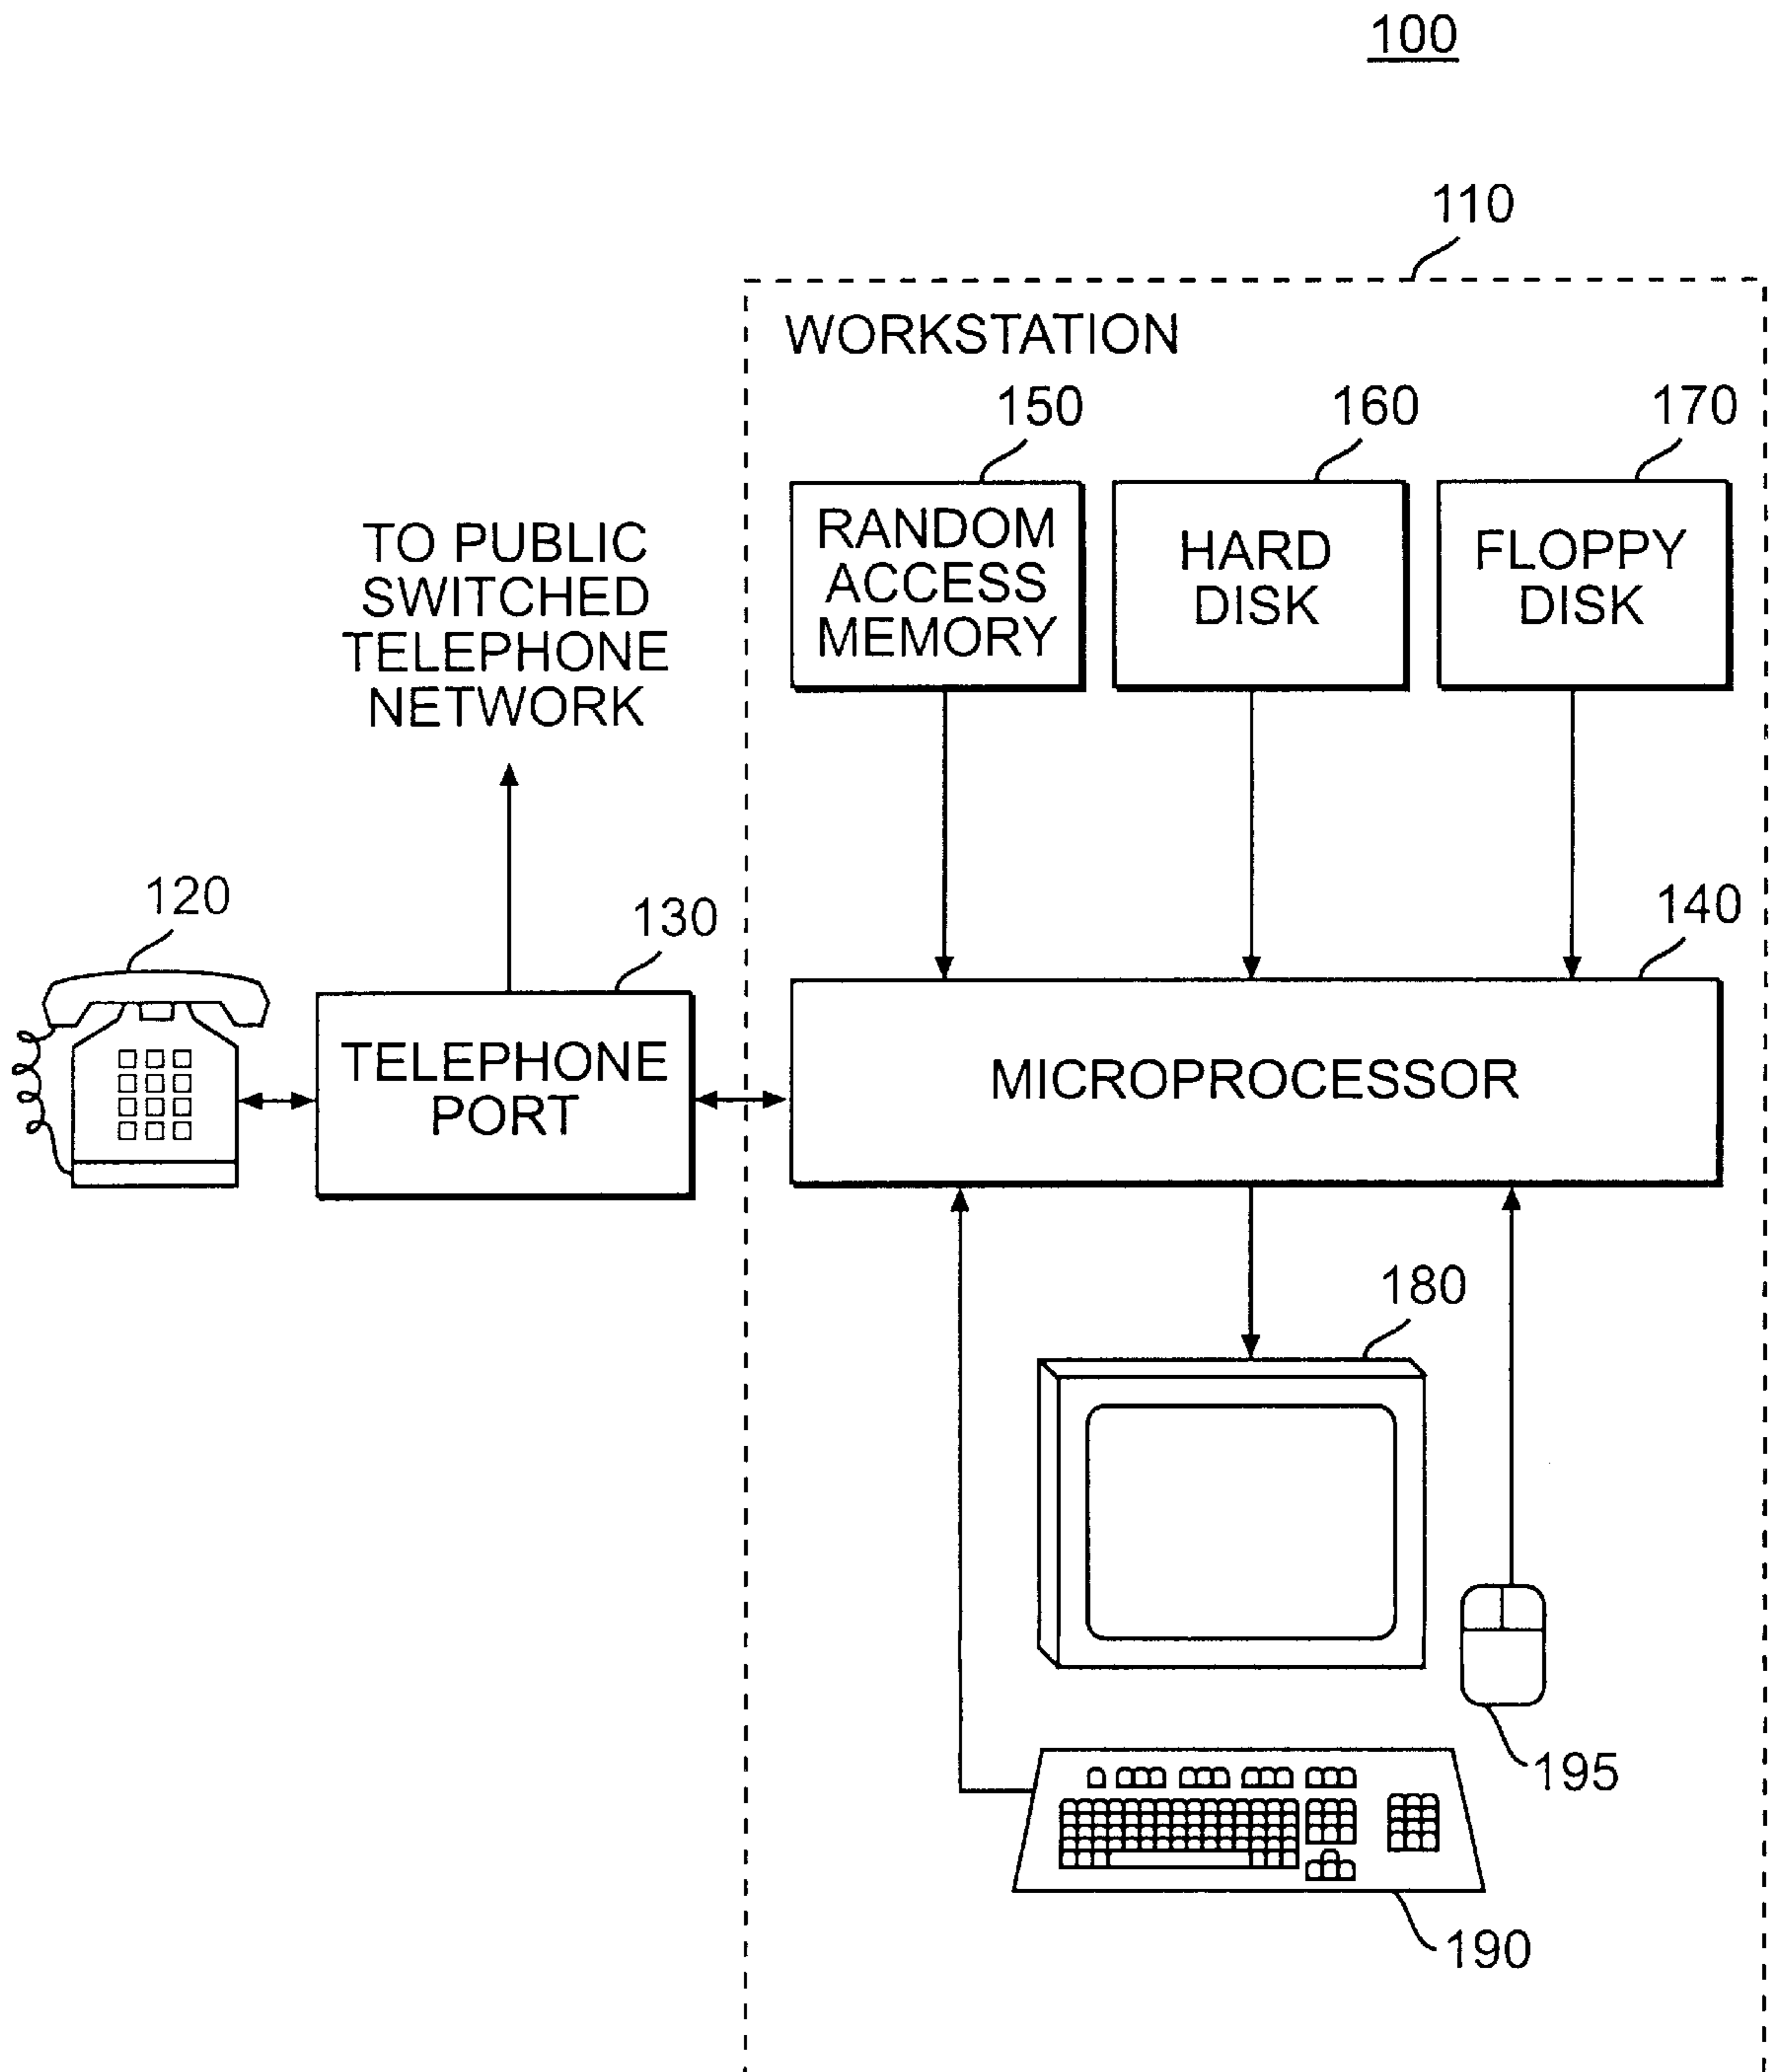 100
110
WORKSTATION
150
160
170
RANDOM
ACCESS
MEMORY
HARD
DISK
FLOPPY
DISK
TO PUBLIC
SWITCHED
TELEPHONE
NETWORK
120
130
140
TELEPHONE
PORT
MICROPROCESSOR
180
195
190